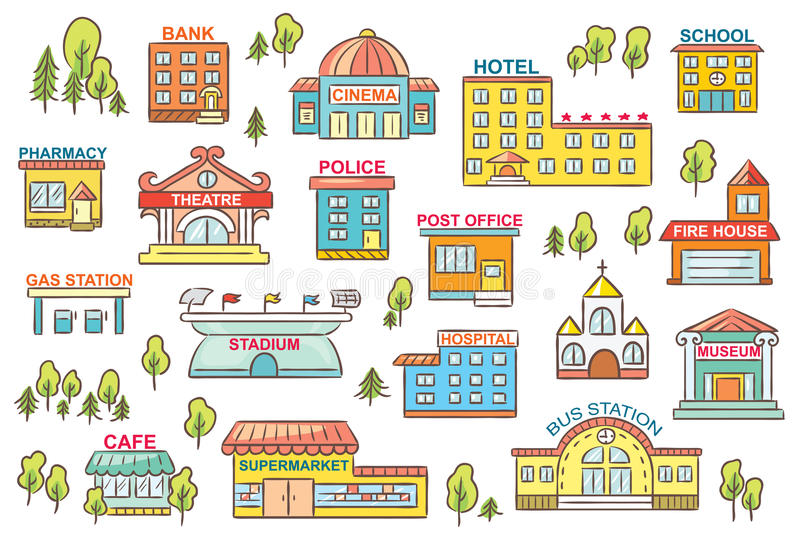 BANK
CINEMA
HOTEL
SCHOOL
PHARMACY
THEATRE
POLICE
POST OFFICE
FIRE HOUSE
GAS STATION
STADIUM
HOSPITAL
MUSEUM
CAFE
SUPERMARKET
BUS STATION
dreamstime